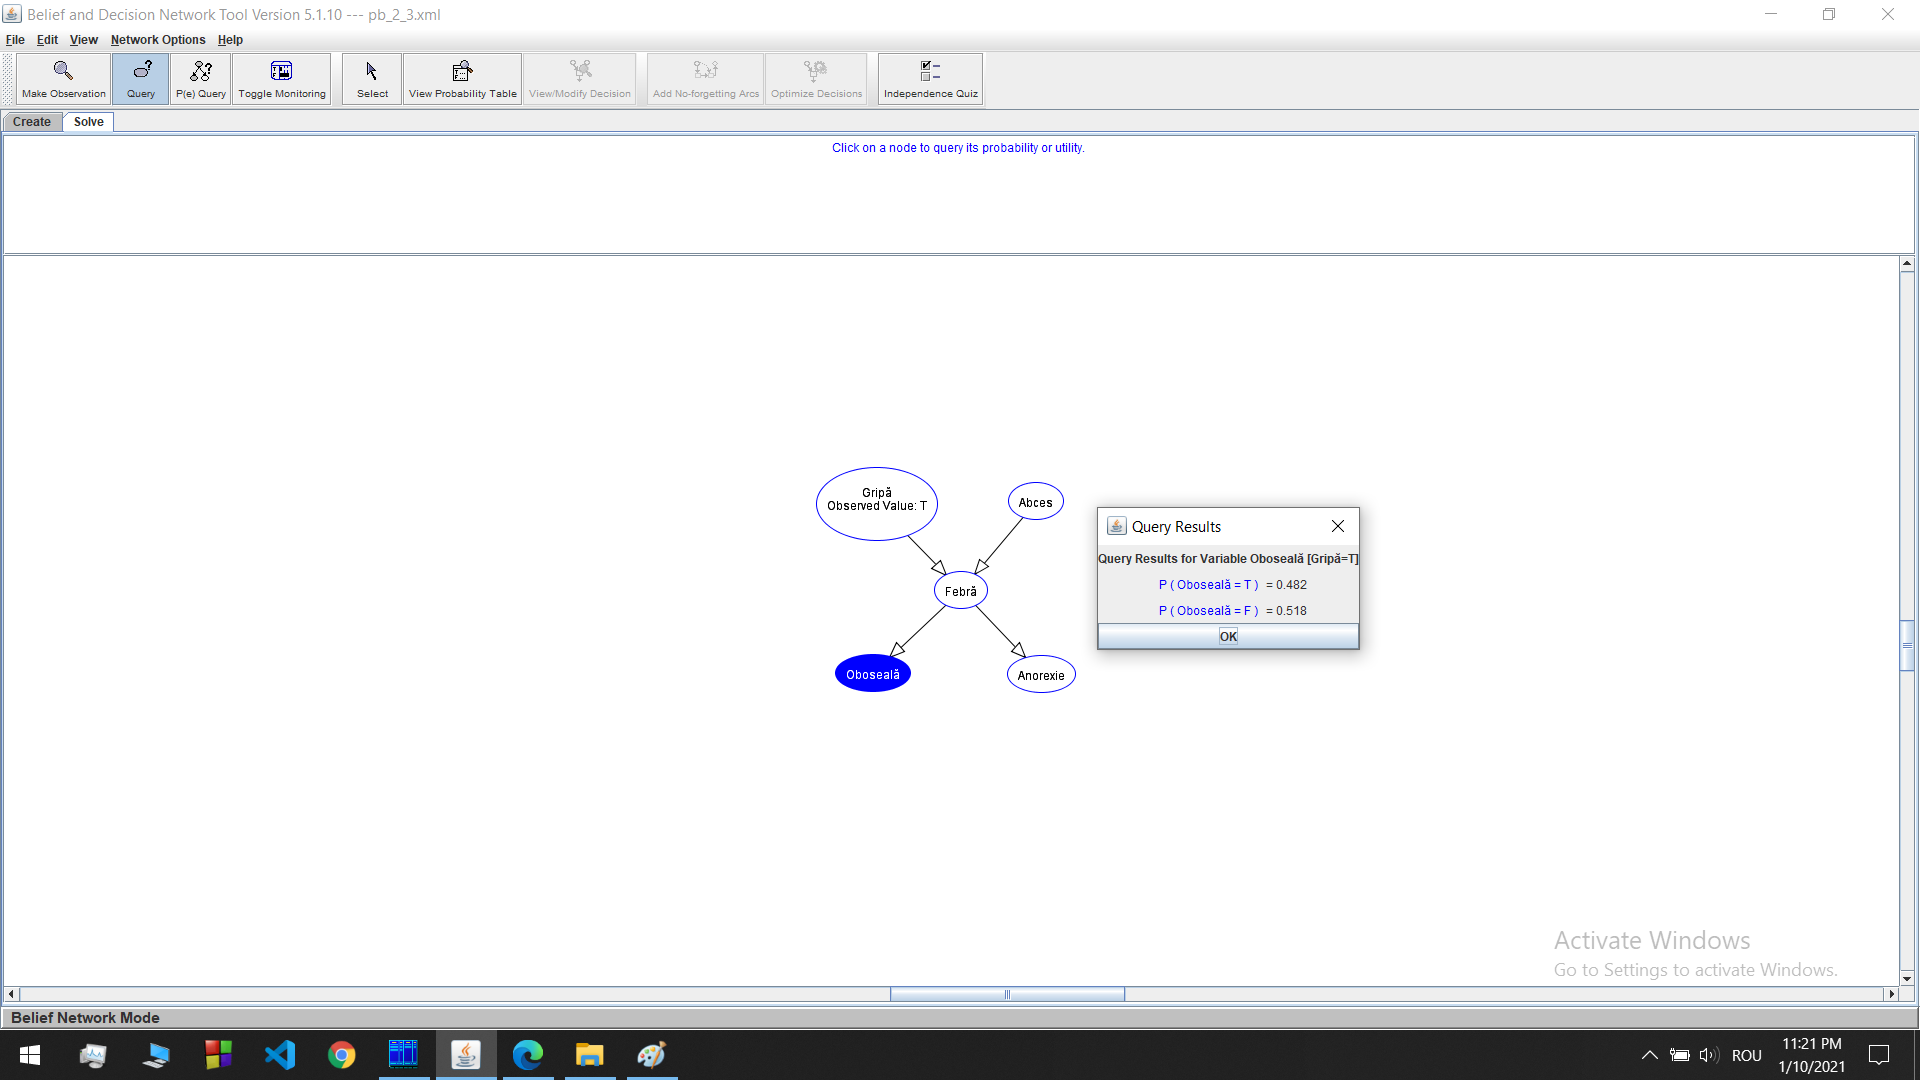 Belief and Decision Network Tool Version 5.1.10 --- pb_2_3.xml
File Edit View Network Options Help
Make Observation Query P(e) Query Toggle Monitoring Select View Probability Table View/Modify Decision Add No-forgetting Arcs Optimize Decisions Independence Quiz
Create Solve
Click on a node to query its probability or utility.
Gripă
Observed Value: T
Abces
Febră
Oboseală
Anorexie
Query Results
Query Results for Variable Oboseală [Gripă=T]
P ( Oboseală = T ) = 0.482
P ( Oboseală = F ) = 0.518
OK
Activate Windows
Go to Settings to activate Windows.
Belief Network Mode
ROU
11:21 PM
1/10/2021